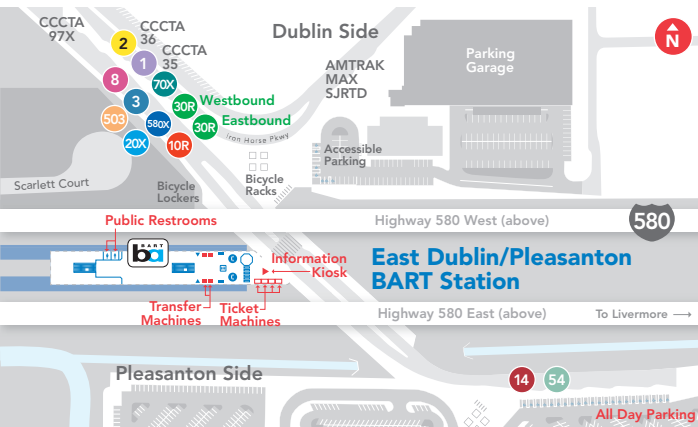 CCCTA
97X
CCCTA
36
CCCTA
35
Dublin Side
N
2
1
8
70X
3
30R
Westbound
503
580X
30R
Eastbound
20X
10R
Iron Horse Pkwy
AMTRAK
MAX
SJRTD
Parking
Garage
Accessible
Parking
Scarlett Court
Bicycle
Lockers
Bicycle
Racks
Public Restrooms
Highway 580 West (above)
580
BART
ba
Information
Kiosk
East Dublin/Pleasanton
BART Station
Transfer
Machines
Ticket
Machines
Highway 580 East (above)
To Livermore
Pleasanton Side
14
54
All Day Parking